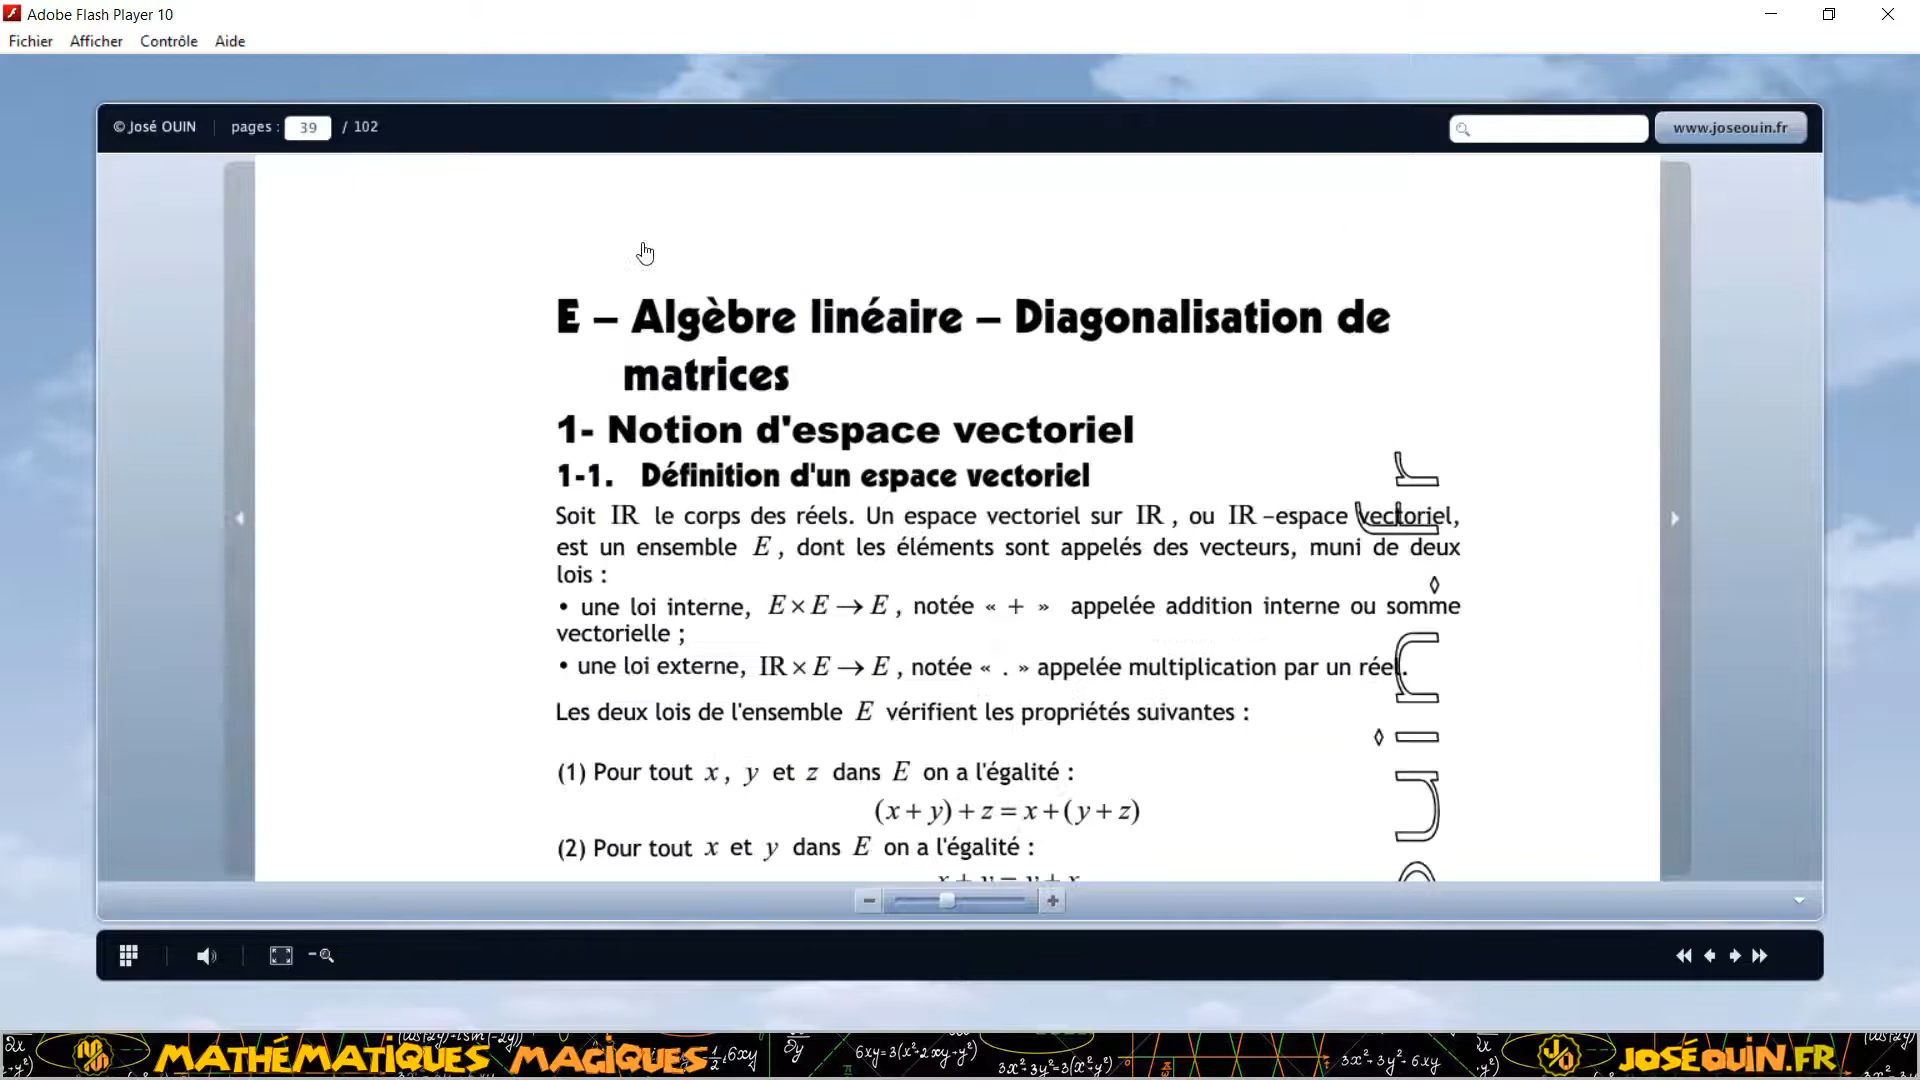 Adobe Flash Player 10
Fichier Afficher Contrôle Aide
© José OUIN pages : 39 / 102 www.joseouin.fr
E – Algèbre linéaire – Diagonalisation de
matrices
1- Notion d'espace vectoriel
1-1. Définition d'un espace vectoriel
Soit IR le corps des réels. Un espace vectoriel sur IR , ou IR –espace vectoriel,
est un ensemble E , dont les éléments sont appelés des vecteurs, muni de deux
lois :
• une loi interne, E × E → E , notée « + » appelée addition interne ou somme
vectorielle ;
• une loi externe, IR × E → E , notée « . » appelée multiplication par un réel.
Les deux lois de l'ensemble E vérifient les propriétés suivantes :
(1) Pour tout x , y et z dans E on a l'égalité :
(x + y) + z = x + (y + z)
(2) Pour tout x et y dans E on a l'égalité :
x + y = y + x
MATHÉMATIQUES MAGIQUES
JOSÉOUIN.FR